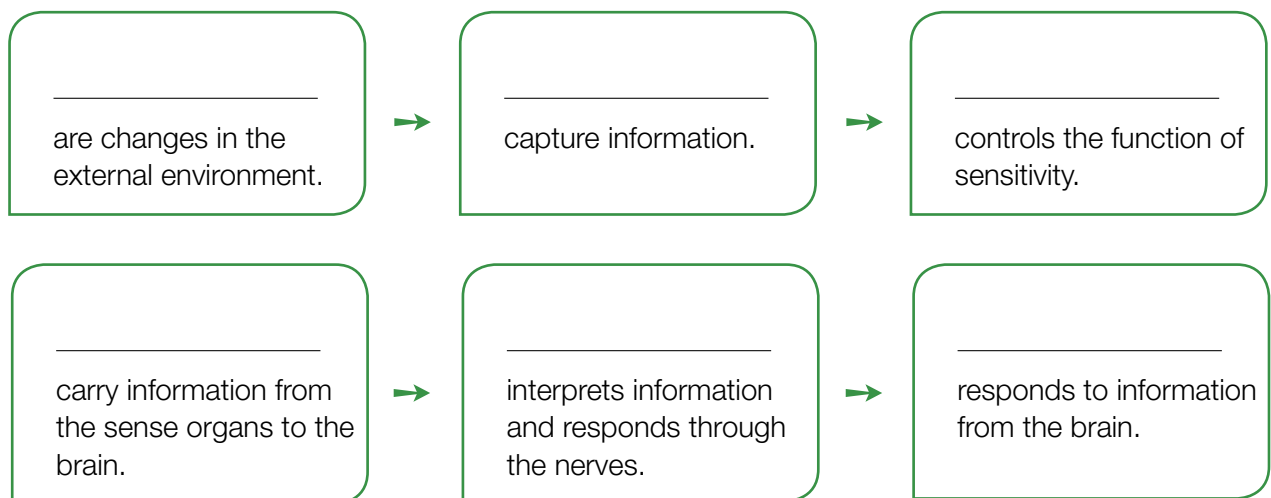 are changes in the
external environment.
capture information.
controls the function of
sensitivity.
carry information from
the sense organs to the
brain.
interprets information
and responds through
the nerves.
responds to information
from the brain.